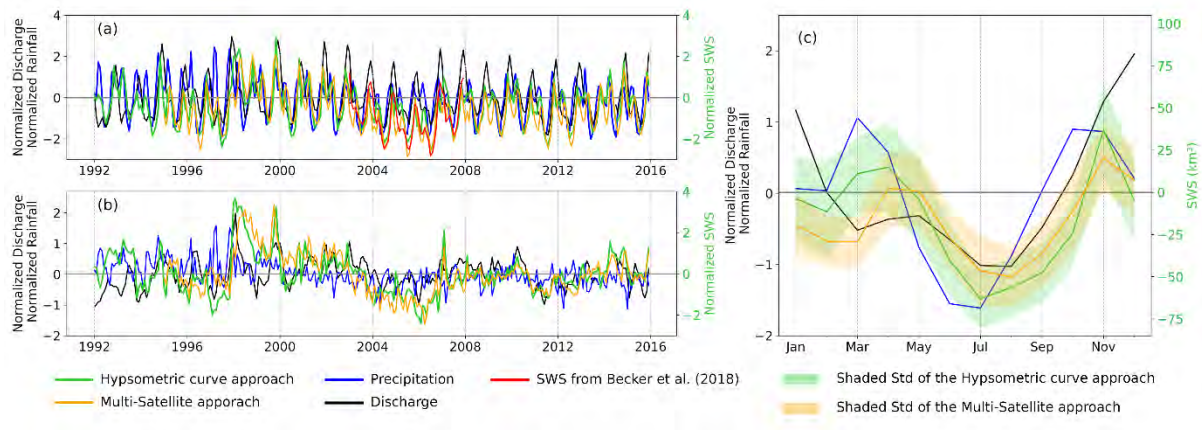 (a)
Normalized Discharge
Normalized Rainfall
4
2
0
−2
4
2
0
−2
Normalized SWS
1992 1996 2000 2004 2008 2012 2016
(b)
Normalized Discharge
Normalized Rainfall
2
1
0
−1
4
2
0
−2
Normalized SWS
1992 1996 2000 2004 2008 2012 2016
(c)
Normalized Discharge
Normalized Rainfall
2
1
0
−1
−2
100
75
50
25
0
−25
−50
−75
SWS (km³)
Jan Mar May Jul Sep Nov
Hypsometric curve approach Precipitation SWS from Becker et al. (2018)
Multi-Satellite apporach Discharge
Shaded Std of the Hypsometric curve approach
Shaded Std of the Multi-Satellite approach